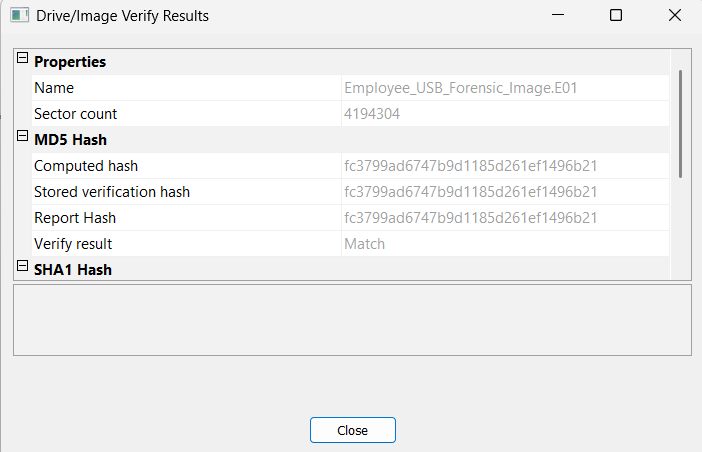 Drive/Image Verify Results
Properties
Name Employee_USB_Forensic_Image.E01
Sector count 4194304
MD5 Hash
Computed hash fc3799ad6747b9d1185d261ef1496b21
Stored verification hash fc3799ad6747b9d1185d261ef1496b21
Report Hash fc3799ad6747b9d1185d261ef1496b21
Verify result Match
SHA1 Hash
Close